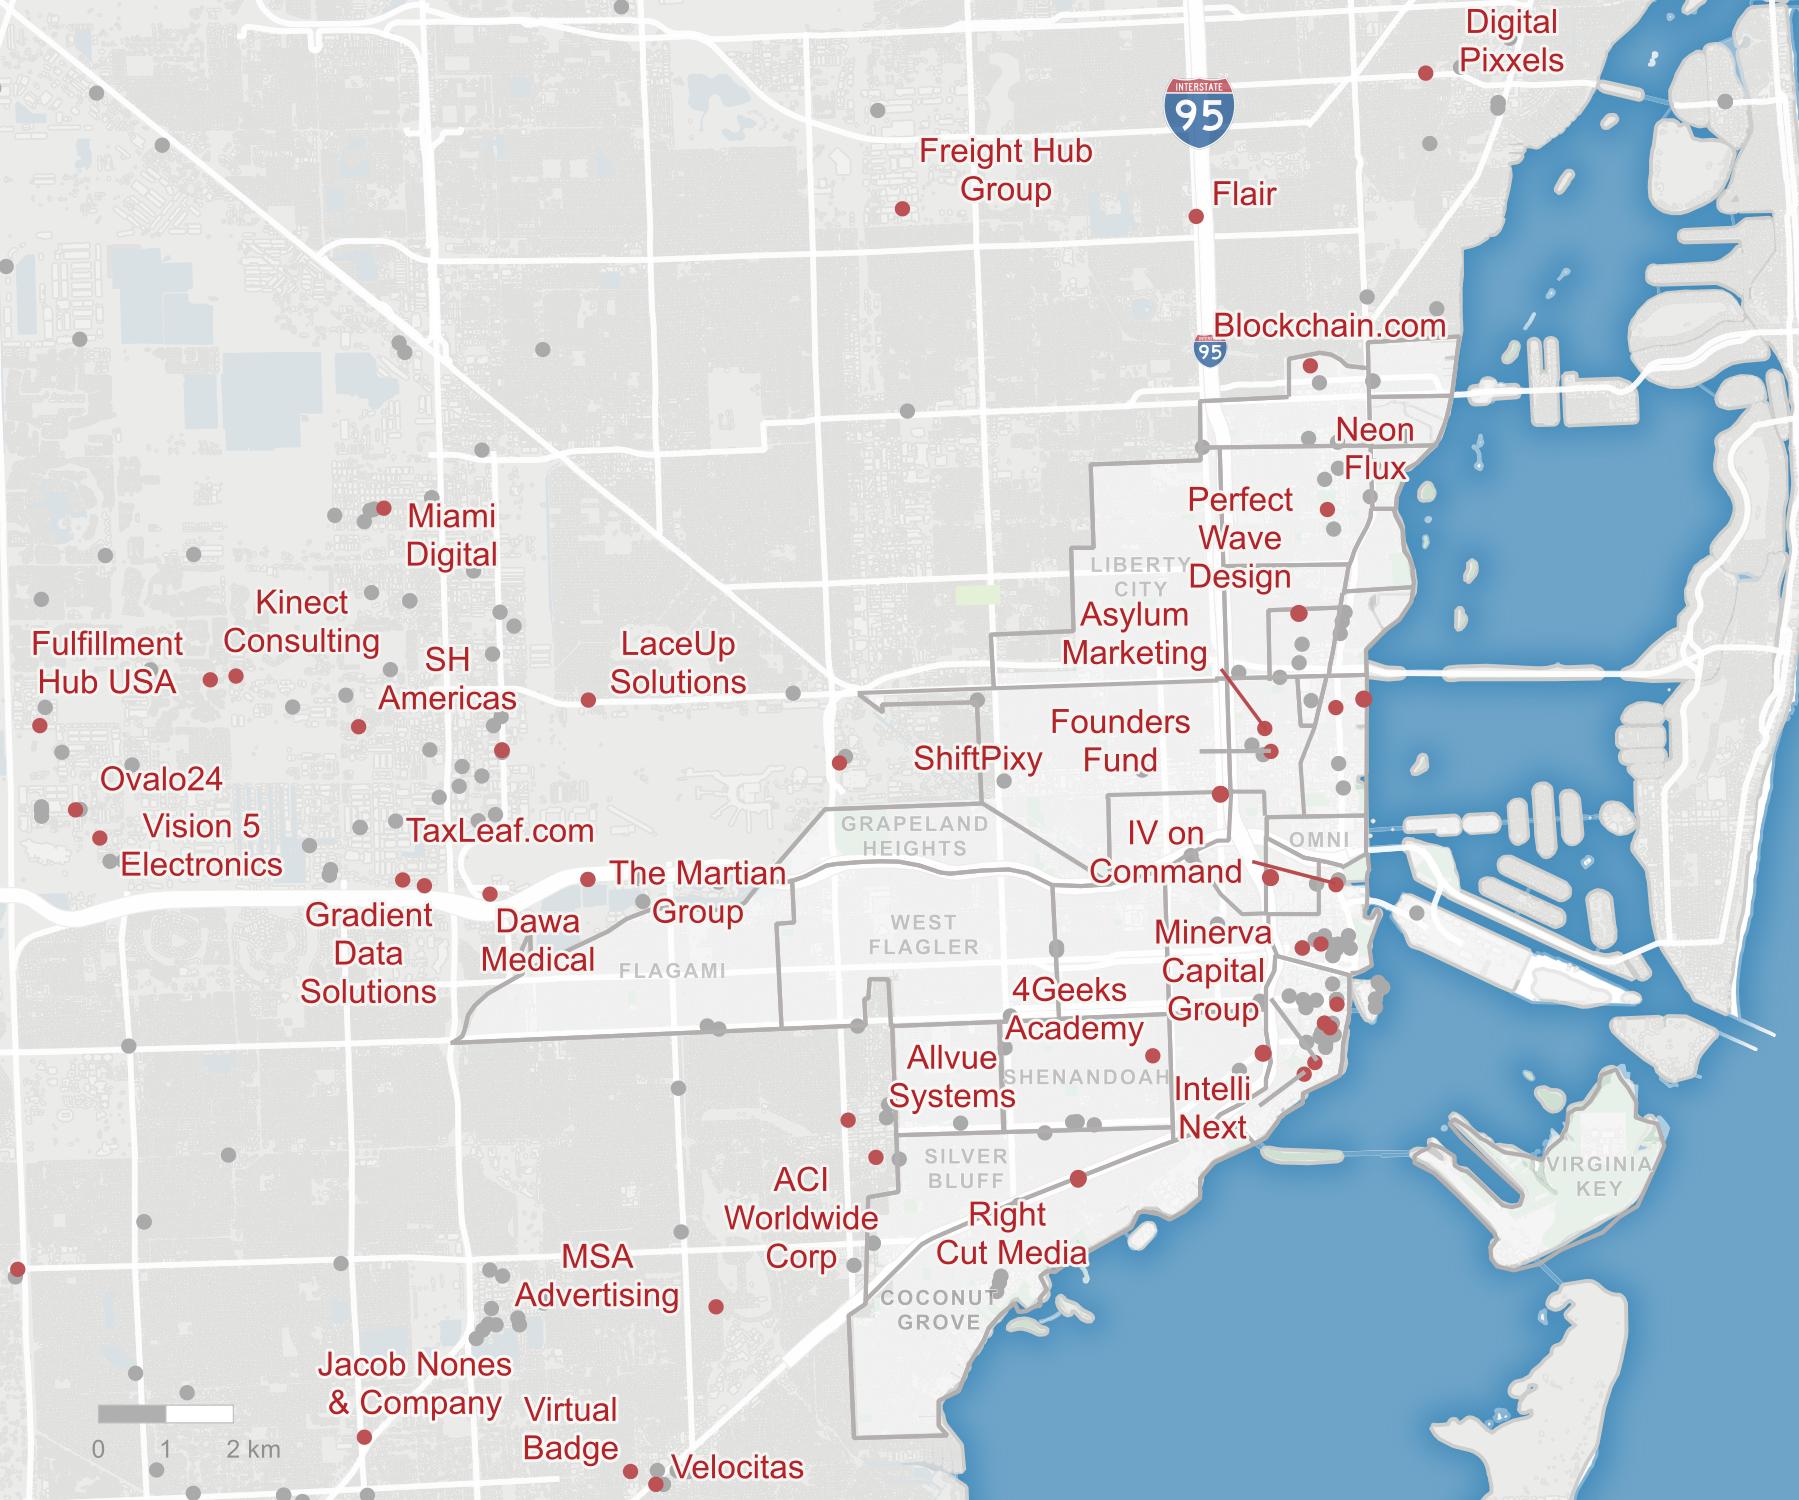 Digital
Pixxels
INTERSTATE
95
Freight Hub
Group
Flair
Blockchain.com
95
Neon
Flux
Miami
Digital
Perfect
Wave
Design
LIBERTY
CITY
Kinect
Consulting
Asylum
Marketing
Fulfillment
Hub USA
SH
Americas
LaceUp
Solutions
Founders
Fund
ShiftPixy
Ovalo24
Vision 5
Electronics
TaxLeaf.com
GRAPELAND
HEIGHTS
IV on
Command
OMNI
The Martian
Group
Gradient
Data
Solutions
Dawa
Medical
FLAGAMI
WEST
FLAGLER
Minerva
Capital
Group
4Geeks
Academy
Allvue
Systems
SHENANDOAH
Intelli
Next
SILVER
BLUFF
VIRGINIA
KEY
ACI
Worldwide
Corp
Right
Cut Media
MSA
Advertising
COCONUT
GROVE
Jacob Nones
& Company
Virtual
Badge
Velocitas
0 1 2 km